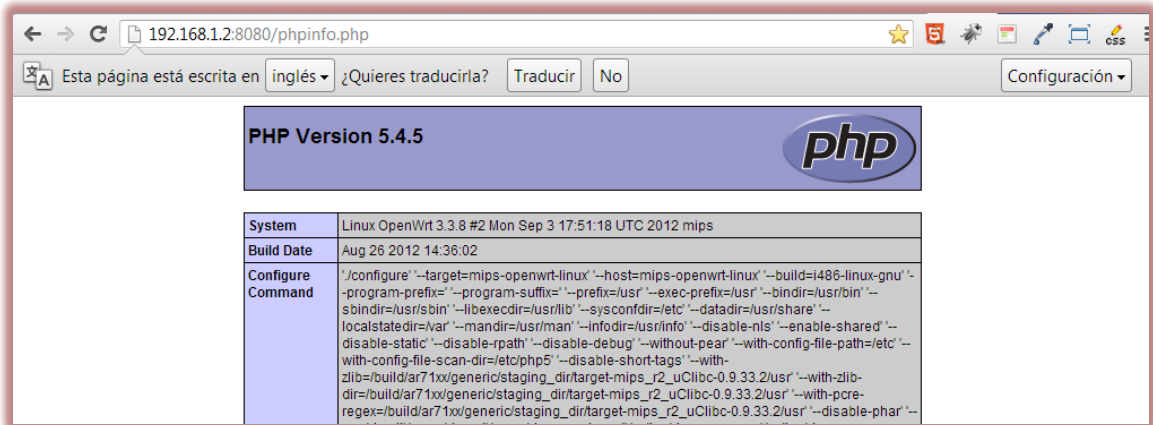 192.168.1.2:8080/phpinfo.php
css
Esta página está escrita en inglés ¿Quieres traducirla? Traducir No Configuración
PHP Version 5.4.5
php
System Linux OpenWrt 3.3.8 #2 Mon Sep 3 17:51:18 UTC 2012 mips
Build Date Aug 26 2012 14:36:02
Configure Command './configure' '--target=mips-openwrt-linux' '--host=mips-openwrt-linux' '--build=i486-linux-gnu' '-
-program-prefix=' '--program-suffix=' '--prefix=/usr' '--exec-prefix=/usr' '--bindir=/usr/bin' '--
sbindir=/usr/sbin' '--libexecdir=/usr/lib' '--sysconfdir=/etc' '--datadir=/usr/share' '--
localstatedir=/var' '--mandir=/usr/man' '--infodir=/usr/info' '--disable-nls' '--enable-shared' '--
disable-static' '--disable-rpath' '--disable-debug' '--without-pear' '--with-config-file-path=/etc' '--
with-config-file-scan-dir=/etc/php5' '--disable-short-tags' '--with-
zlib=/build/ar71xx/generic/staging_dir/target-mips_r2_uClibc-0.9.33.2/usr' '--with-zlib-
dir=/build/ar71xx/generic/staging_dir/target-mips_r2_uClibc-0.9.33.2/usr' '--with-pcre-
regex=/build/ar71xx/generic/staging_dir/target-mips_r2_uClibc-0.9.33.2/usr' '--disable-phar' '--